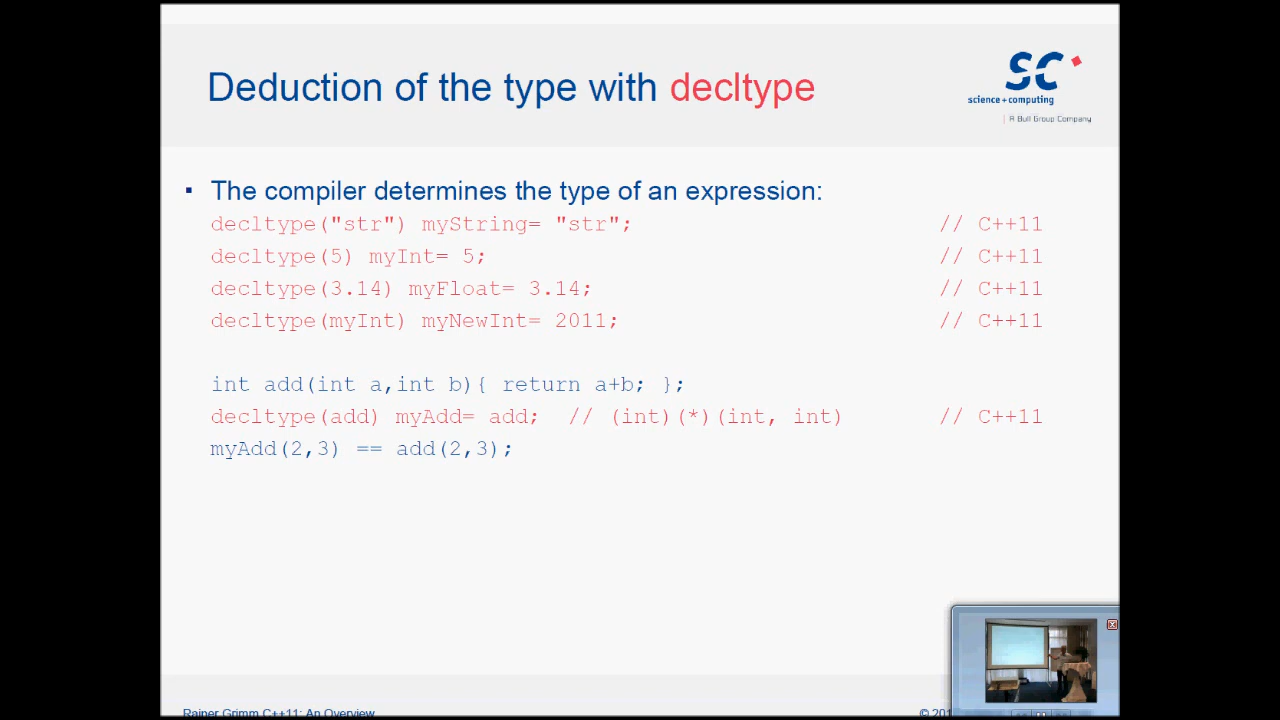 Deduction of the type with decltype
SC
science + computing
A Bull Group Company
▪ The compiler determines the type of an expression:
decltype("str") myString= "str"; // C++11
decltype(5) myInt= 5; // C++11
decltype(3.14) myFloat= 3.14; // C++11
decltype(myInt) myNewInt= 2011; // C++11
int add(int a,int b){ return a+b; };
decltype(add) myAdd= add; // (int)(*)(int, int) // C++11
myAdd(2,3) == add(2,3);
Rainer Grimm C++11: An Overview